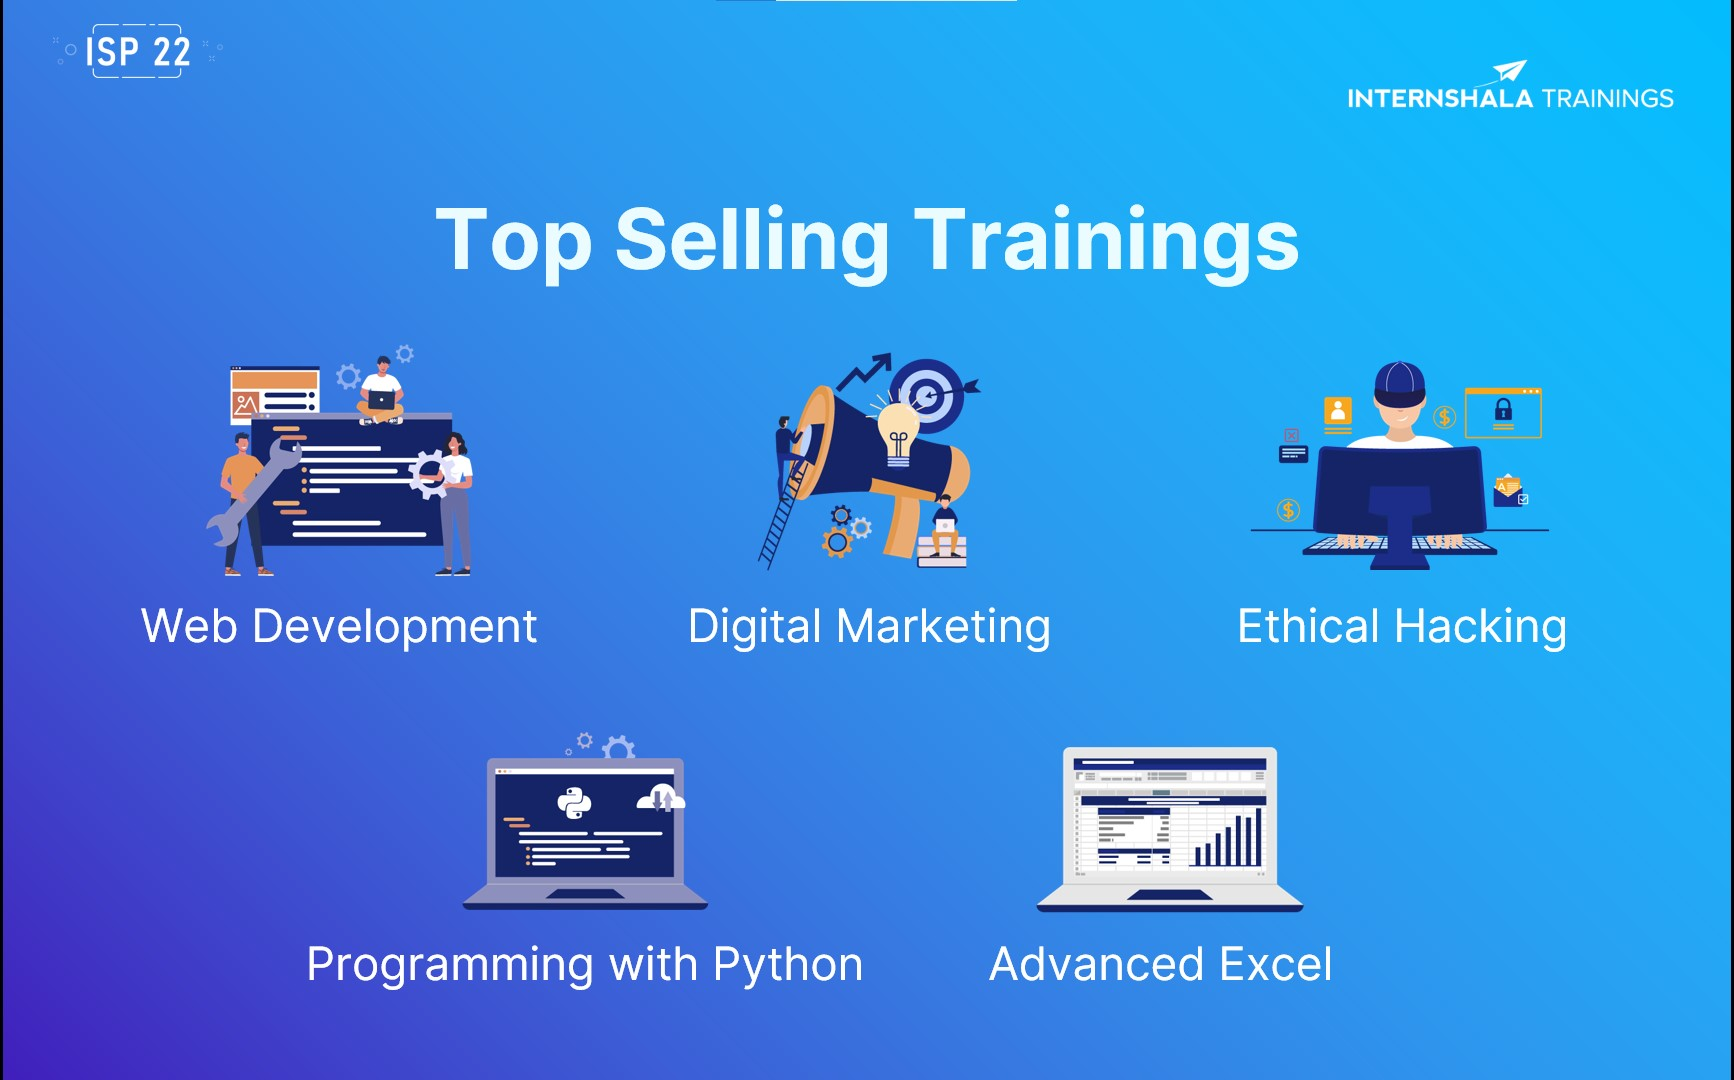 ISP 22
INTERNSHALA TRAININGS
Top Selling Trainings
Web Development
Digital Marketing
Ethical Hacking
Programming with Python
Advanced Excel